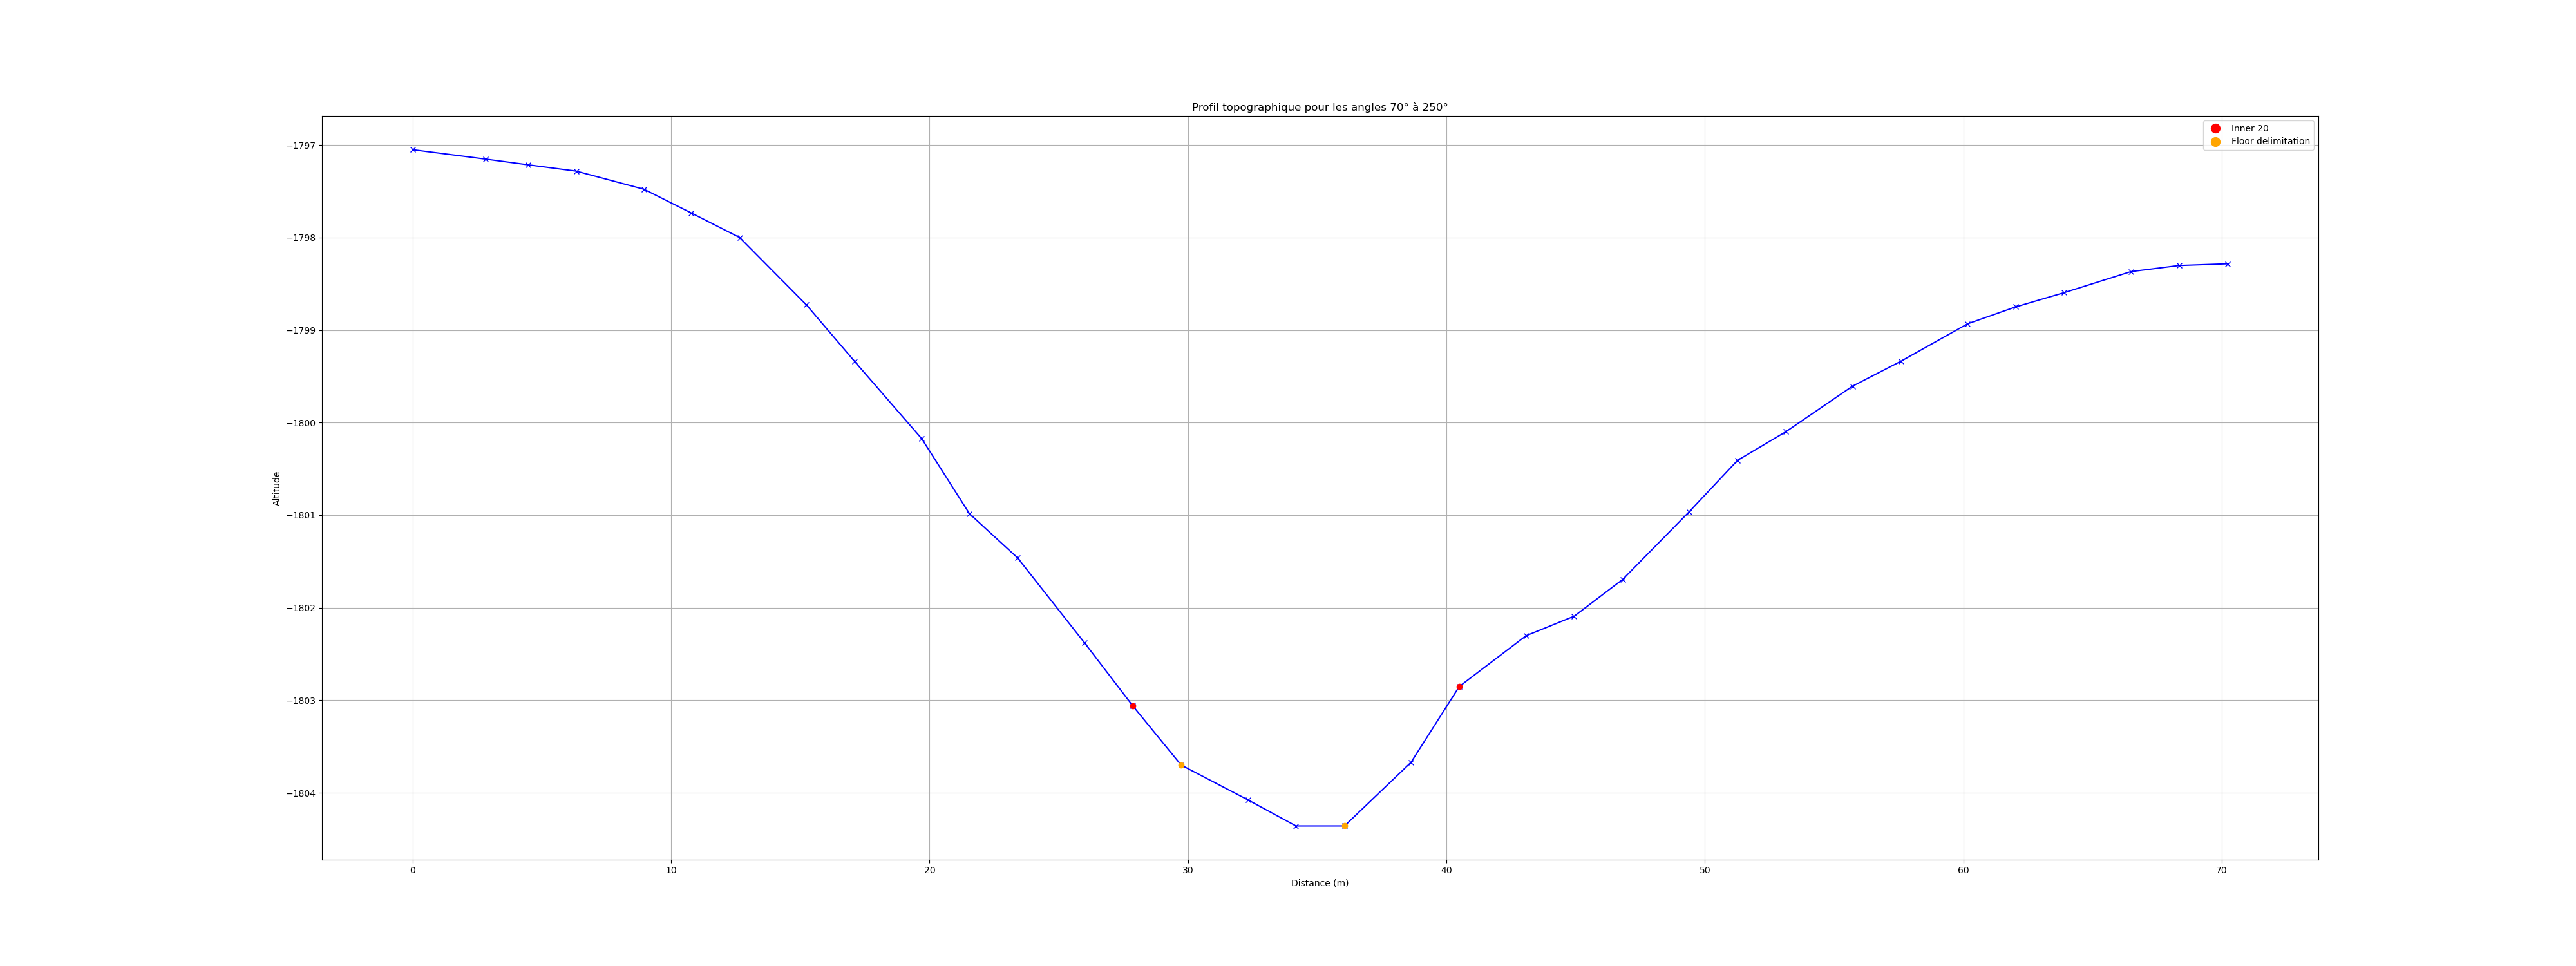 Profil topographique pour les angles 70° à 250°
Inner 20
Floor delimitation
−1797
−1798
−1799
−1800
−1801
−1802
−1803
−1804
Altitude
0 10 20 30 40 50 60 70
Distance (m)